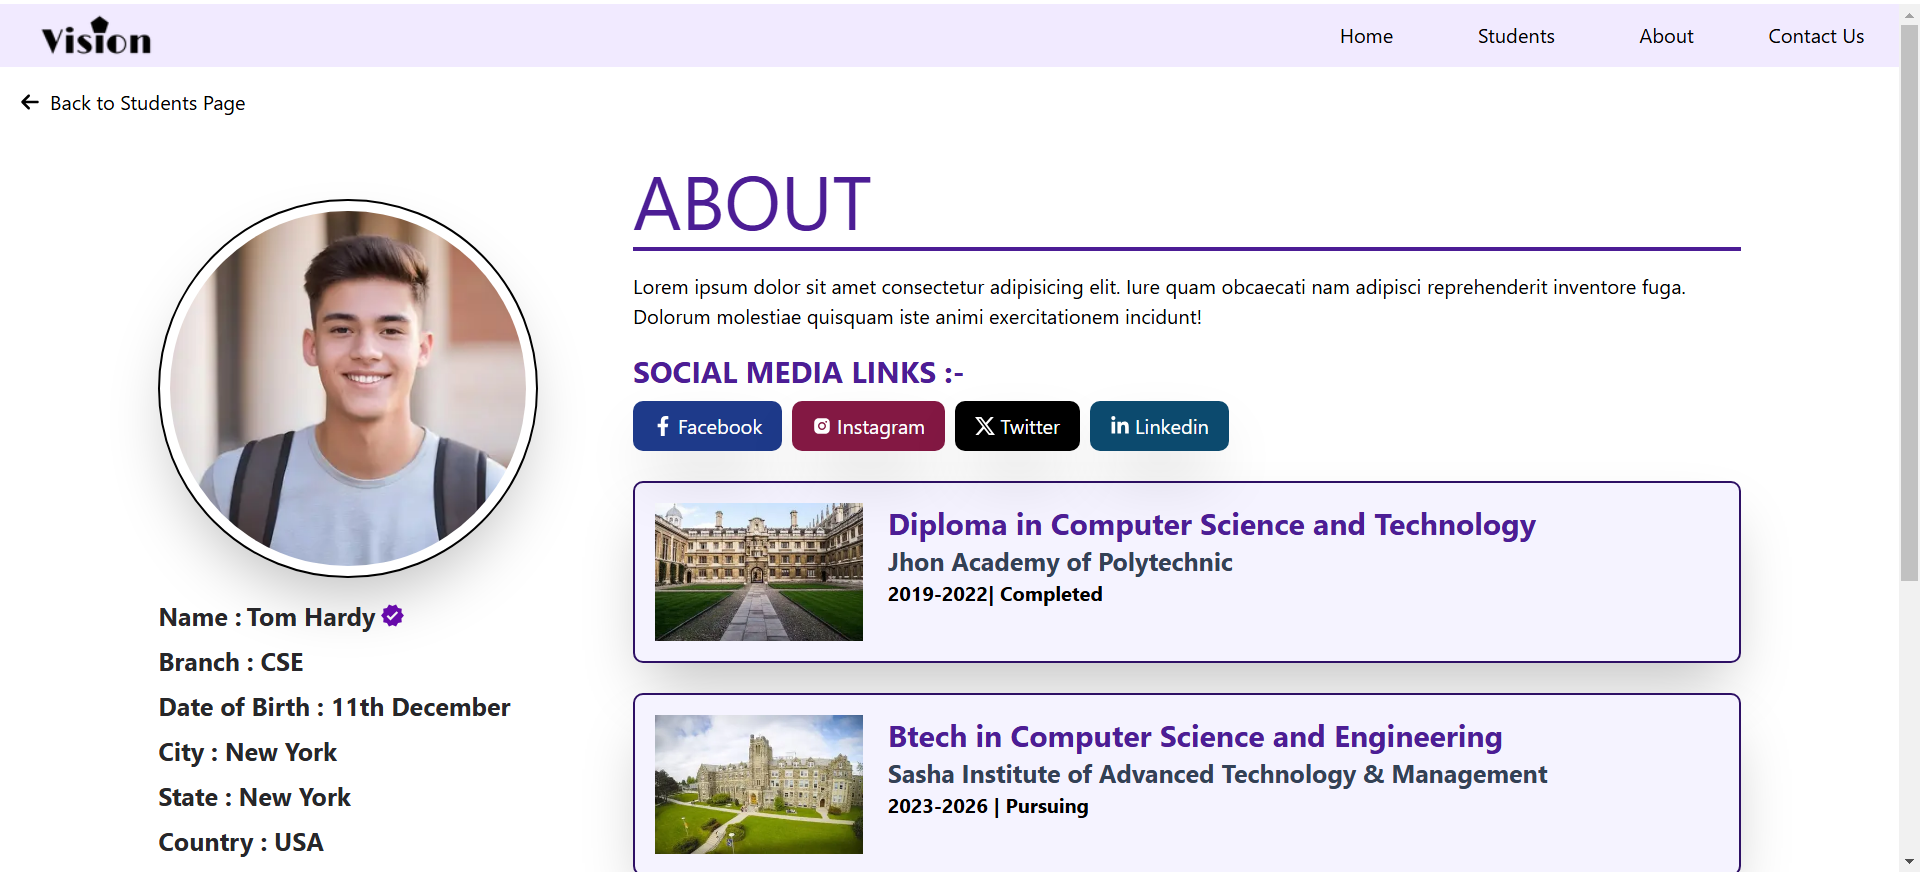 Vision
Home Students About Contact Us
Back to Students Page
Name : Tom Hardy
Branch : CSE
Date of Birth : 11th December
City : New York
State : New York
Country : USA
ABOUT
Lorem ipsum dolor sit amet consectetur adipisicing elit. Iure quam obcaecati nam adipisci reprehenderit inventore fuga.
Dolorum molestiae quisquam iste animi exercitationem incidunt!
SOCIAL MEDIA LINKS :-
Facebook Instagram Twitter Linkedin
Diploma in Computer Science and Technology
Jhon Academy of Polytechnic
2019-2022| Completed
Btech in Computer Science and Engineering
Sasha Institute of Advanced Technology & Management
2023-2026 | Pursuing